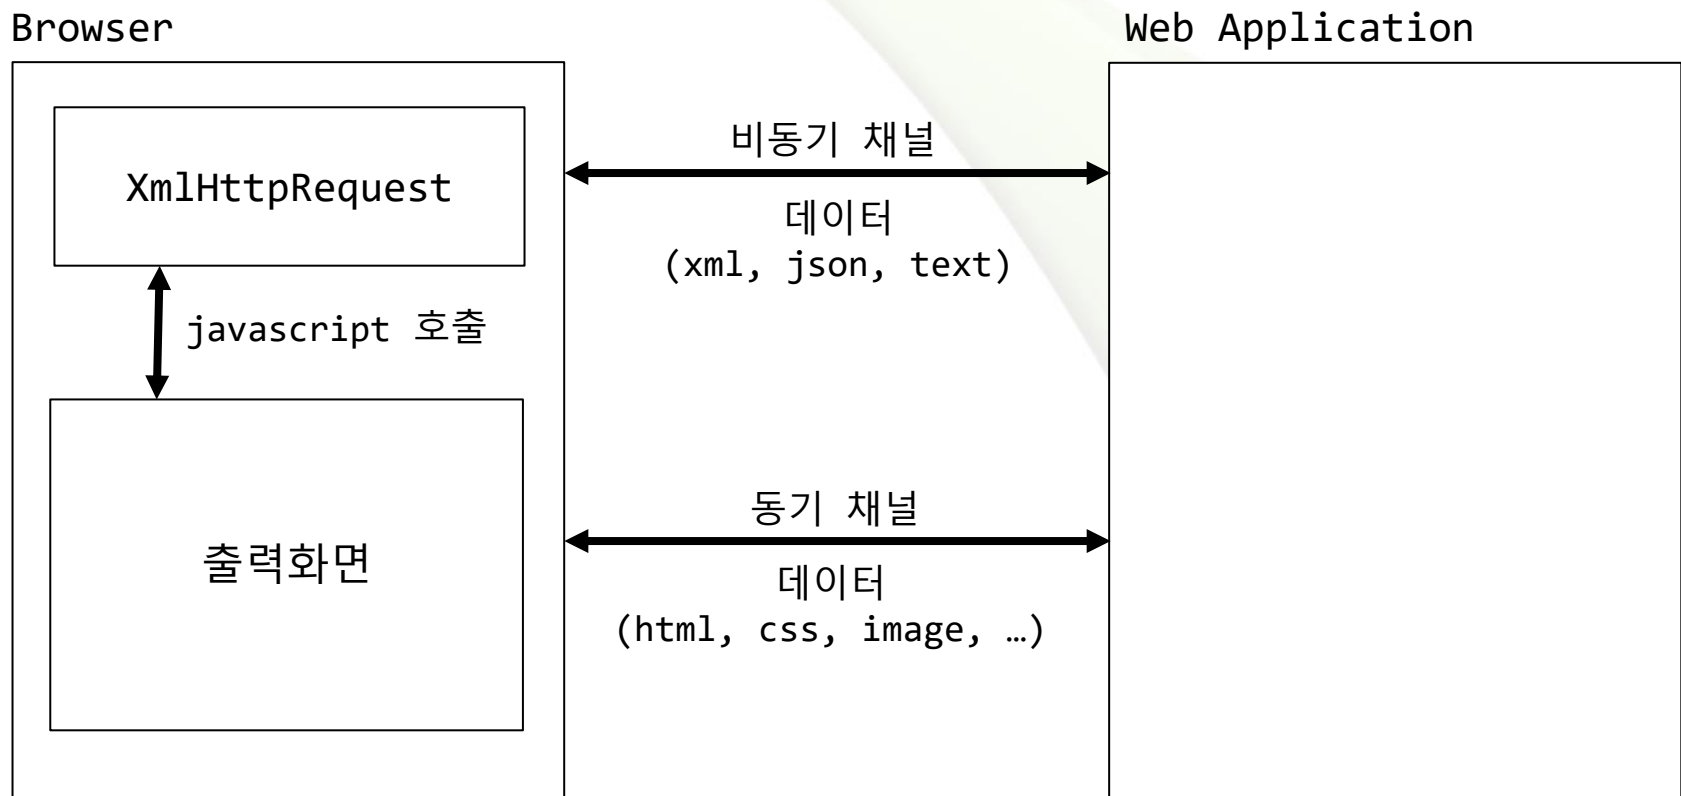 Browser
Web Application
XmlHttpRequest
비동기 채널
데이터
(xml, json, text)
javascript 호출
출력화면
동기 채널
데이터
(html, css, image, …)